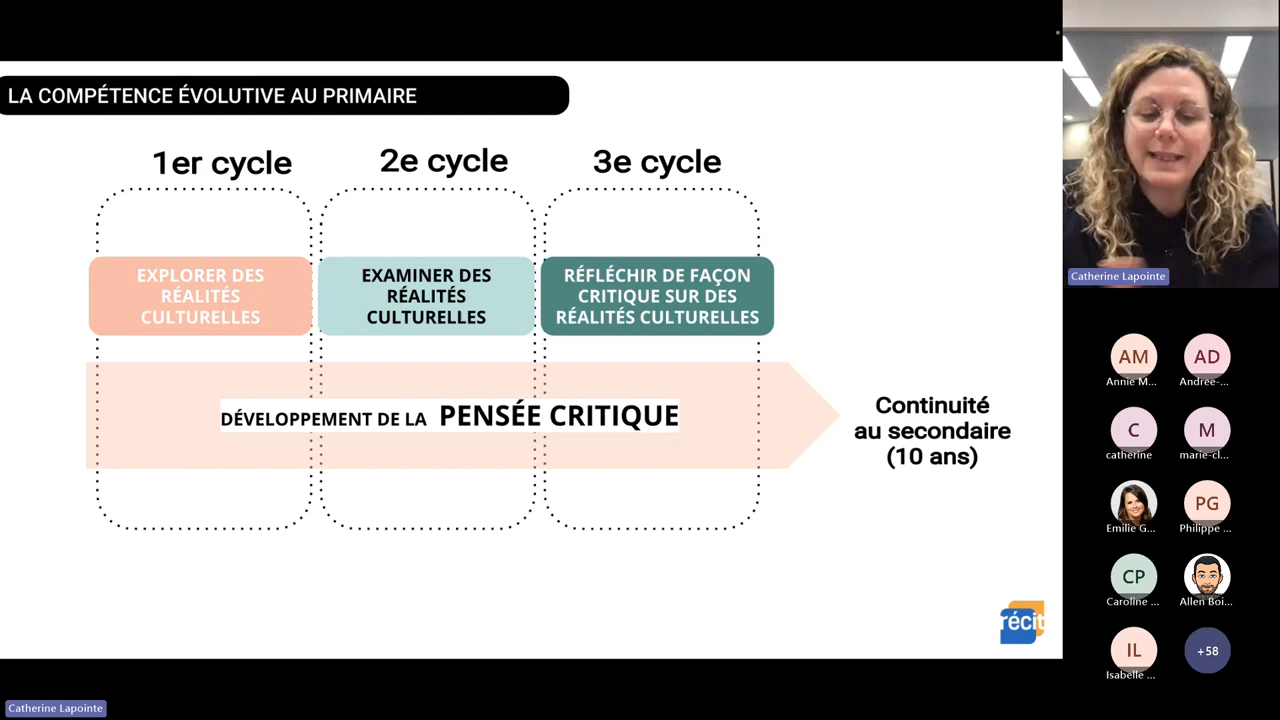 LA COMPÉTENCE ÉVOLUTIVE AU PRIMAIRE
1er cycle
2e cycle
3e cycle
EXPLORER DES
RÉALITÉS
CULTURELLES
EXAMINER DES
RÉALITÉS
CULTURELLES
RÉFLÉCHIR DE FAÇON
CRITIQUE SUR DES
RÉALITÉS CULTURELLES
DÉVELOPPEMENT DE LA PENSÉE CRITIQUE
Continuité
au secondaire
(10 ans)
récit
Catherine Lapointe
Catherine Lapointe
AM
Annie M...
AD
Andrée-...
C
catherine
M
marie-cl...
Emilie G...
PG
Philippe ...
CP
Caroline ...
Allen Boi...
IL
Isabelle ...
+58